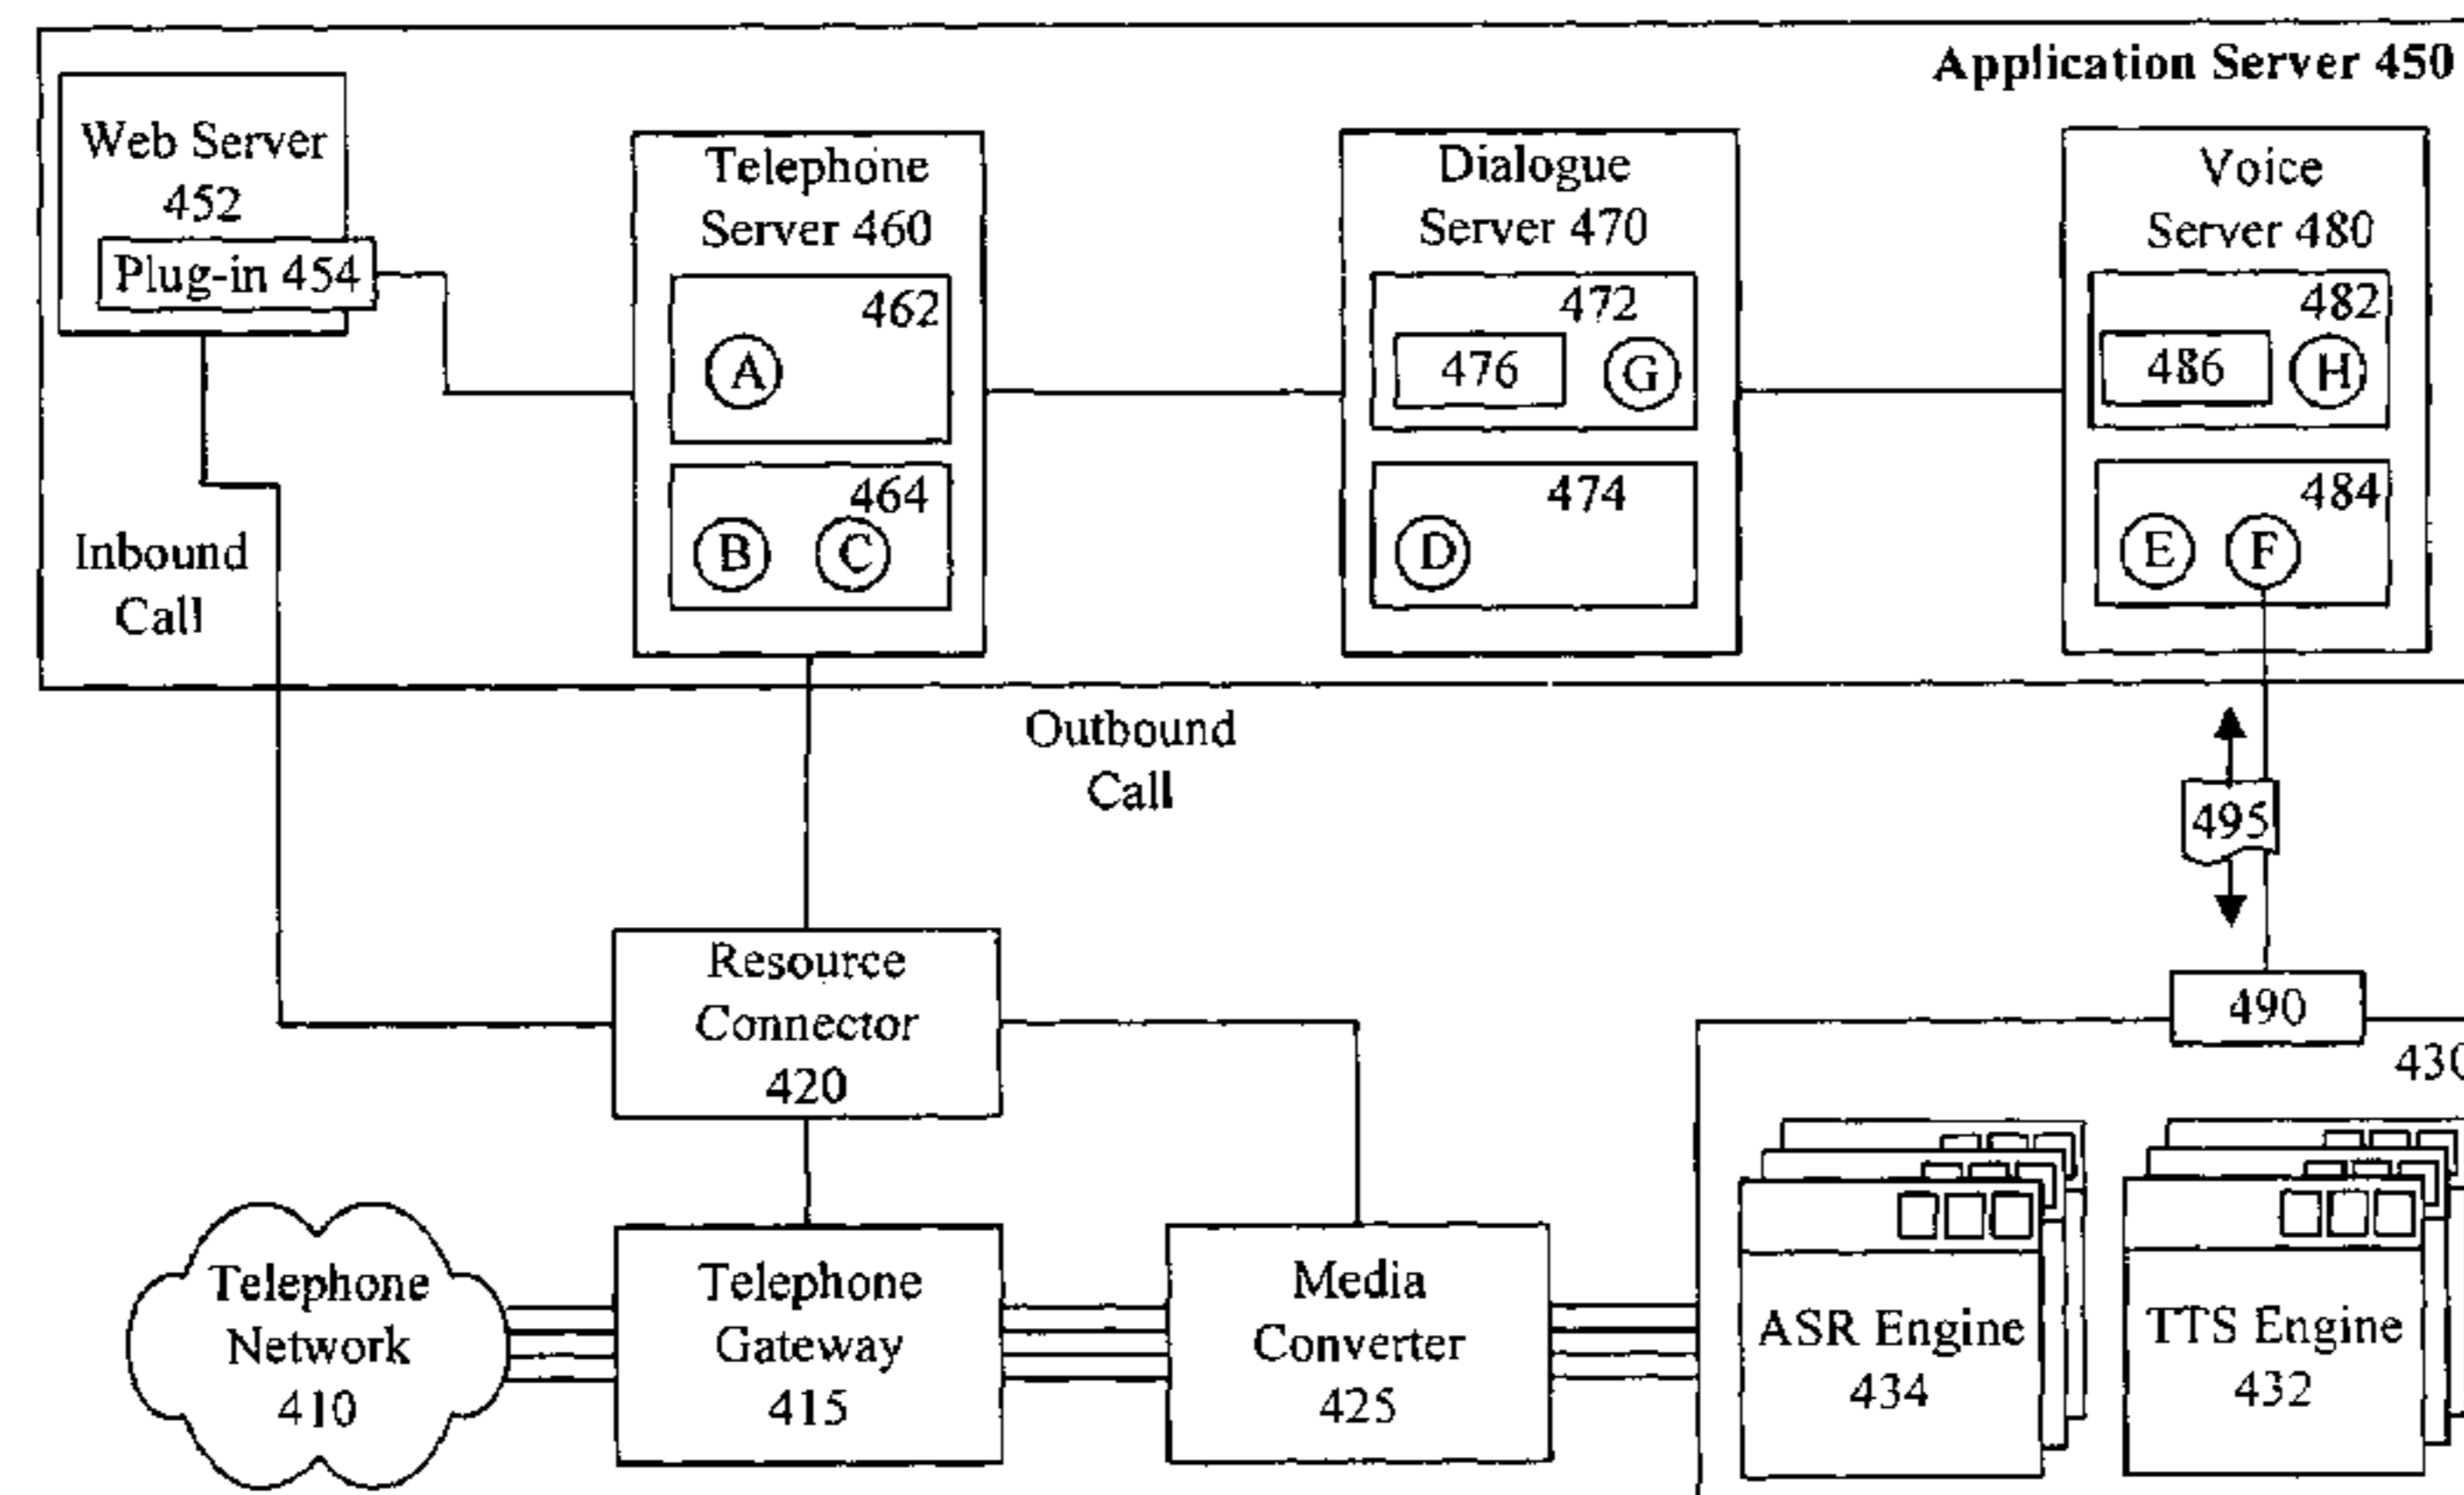 Application Server 450
Web Server
452
Plug-in 454
Telephone
Server 460
462
A
464
B C
Dialogue
Server 470
472
476 G
474
D
Voice
Server 480
482
486 H
484
E F
Inbound
Call
Outbound
Call
495
Resource
Connector
420
490
Telephone
Network
410
Telephone
Gateway
415
Media
Converter
425
ASR Engine
434
TTS Engine
432